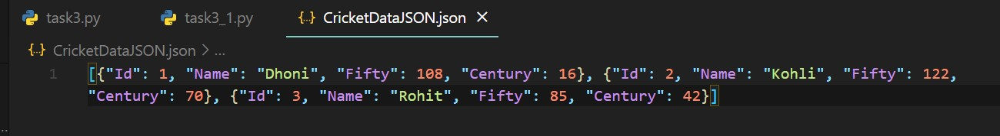 task3.py task3_1.py {..} CricketDataJSON.json ×
{..} CricketDataJSON.json > ...
1 [{"Id": 1, "Name": "Dhoni", "Fifty": 108, "Century": 16}, {"Id": 2, "Name": "Kohli", "Fifty": 122,
"Century": 70}, {"Id": 3, "Name": "Rohit", "Fifty": 85, "Century": 42}]
..